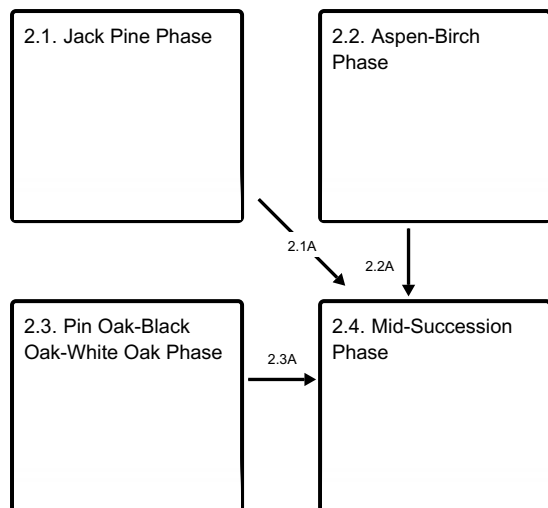 2.1. Jack Pine Phase
2.2. Aspen-Birch
Phase
2.1A
2.2A
2.3. Pin Oak-Black
Oak-White Oak Phase
2.3A
2.4. Mid-Succession
Phase